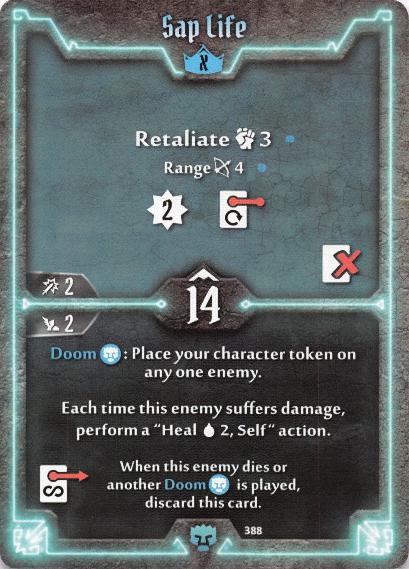 Sap Life
X
Retaliate 3
Range 4
2
2
14
2
Doom : Place your character token on
any one enemy.
Each time this enemy suffers damage,
perform a “Heal 2, Self“ action.
S
When this enemy dies or
another Doom is played,
discard this card.
388